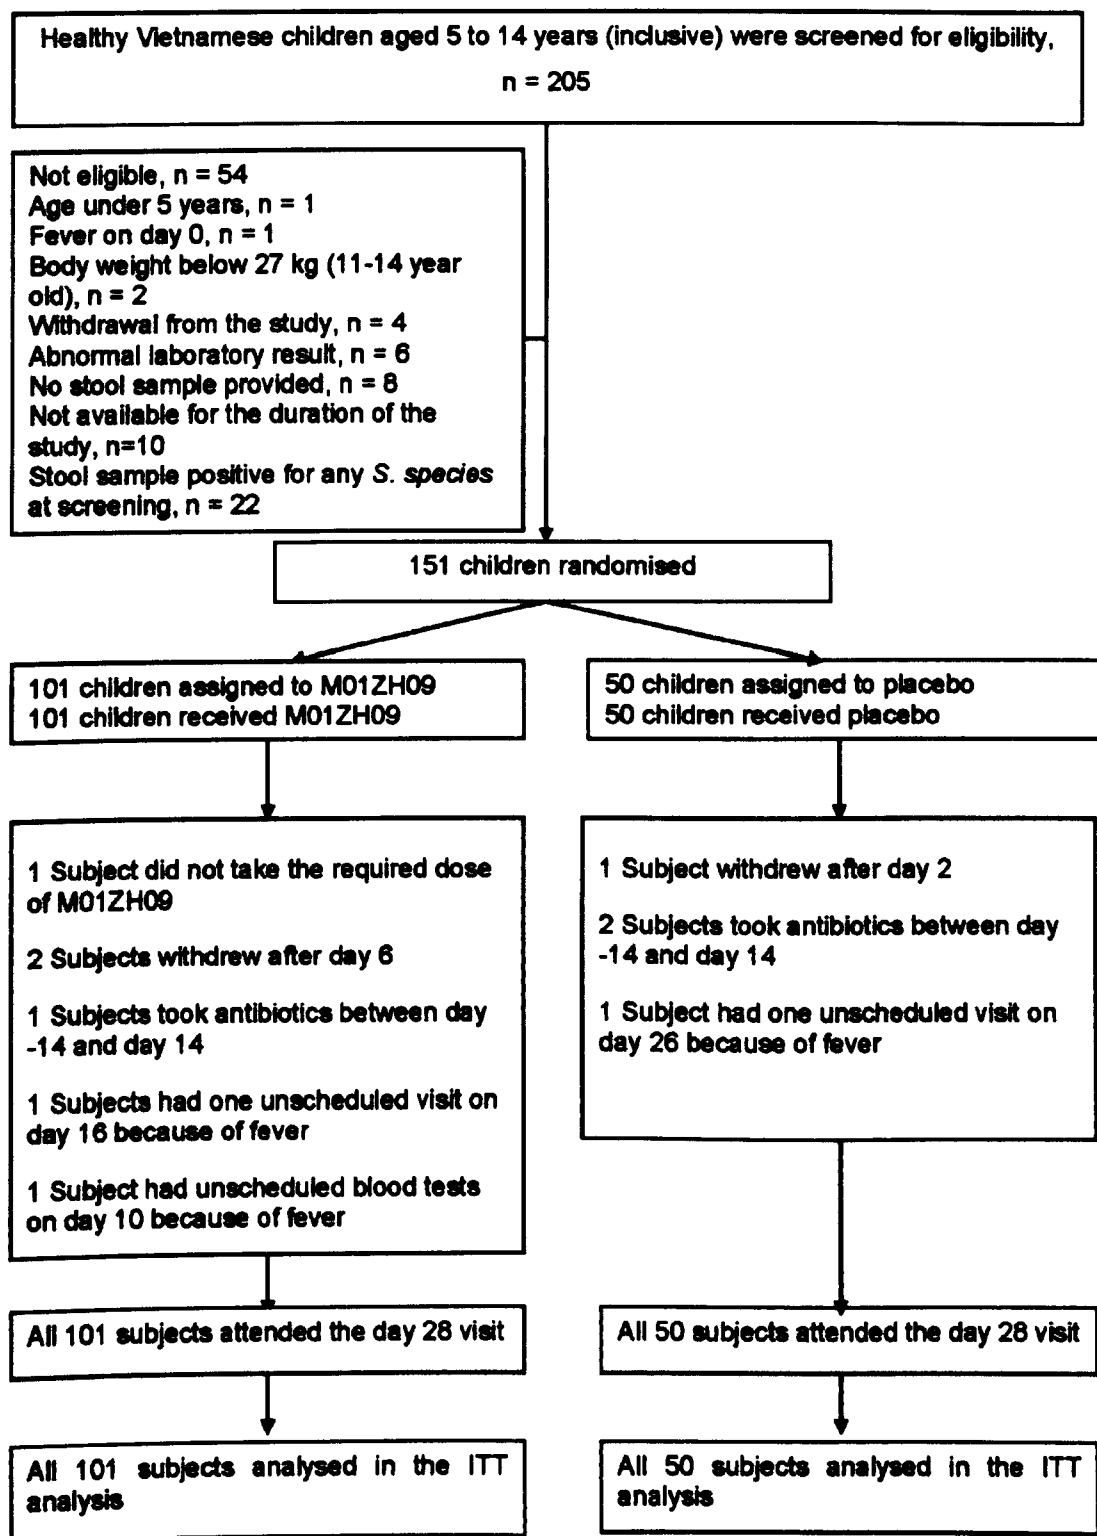 Healthy Vietnamese children aged 5 to 14 years (inclusive) were screened for eligibility,
n = 205
Not eligible, n = 54
Age under 5 years, n = 1
Fever on day 0, n = 1
Body weight below 27 kg (11-14 year
old), n = 2
Withdrawal from the study, n = 4
Abnormal laboratory result, n = 6
No stool sample provided, n = 8
Not available for the duration of the
study, n=10
Stool sample positive for any S. species
at screening, n = 22
151 children randomised
101 children assigned to M01ZH09
101 children received M01ZH09
50 children assigned to placebo
50 children received placebo
1 Subject did not take the required dose
of M01ZH09
2 Subjects withdrew after day 6
1 Subjects took antibiotics between day
-14 and day 14
1 Subjects had one unscheduled visit on
day 16 because of fever
1 Subject had unscheduled blood tests
on day 10 because of fever
1 Subject withdrew after day 2
2 Subjects took antibiotics between day
-14 and day 14
1 Subject had one unscheduled visit on
day 26 because of fever
All 101 subjects attended the day 28 visit
All 50 subjects attended the day 28 visit
All 101 subjects analysed in the ITT
analysis
All 50 subjects analysed in the ITT
analysis